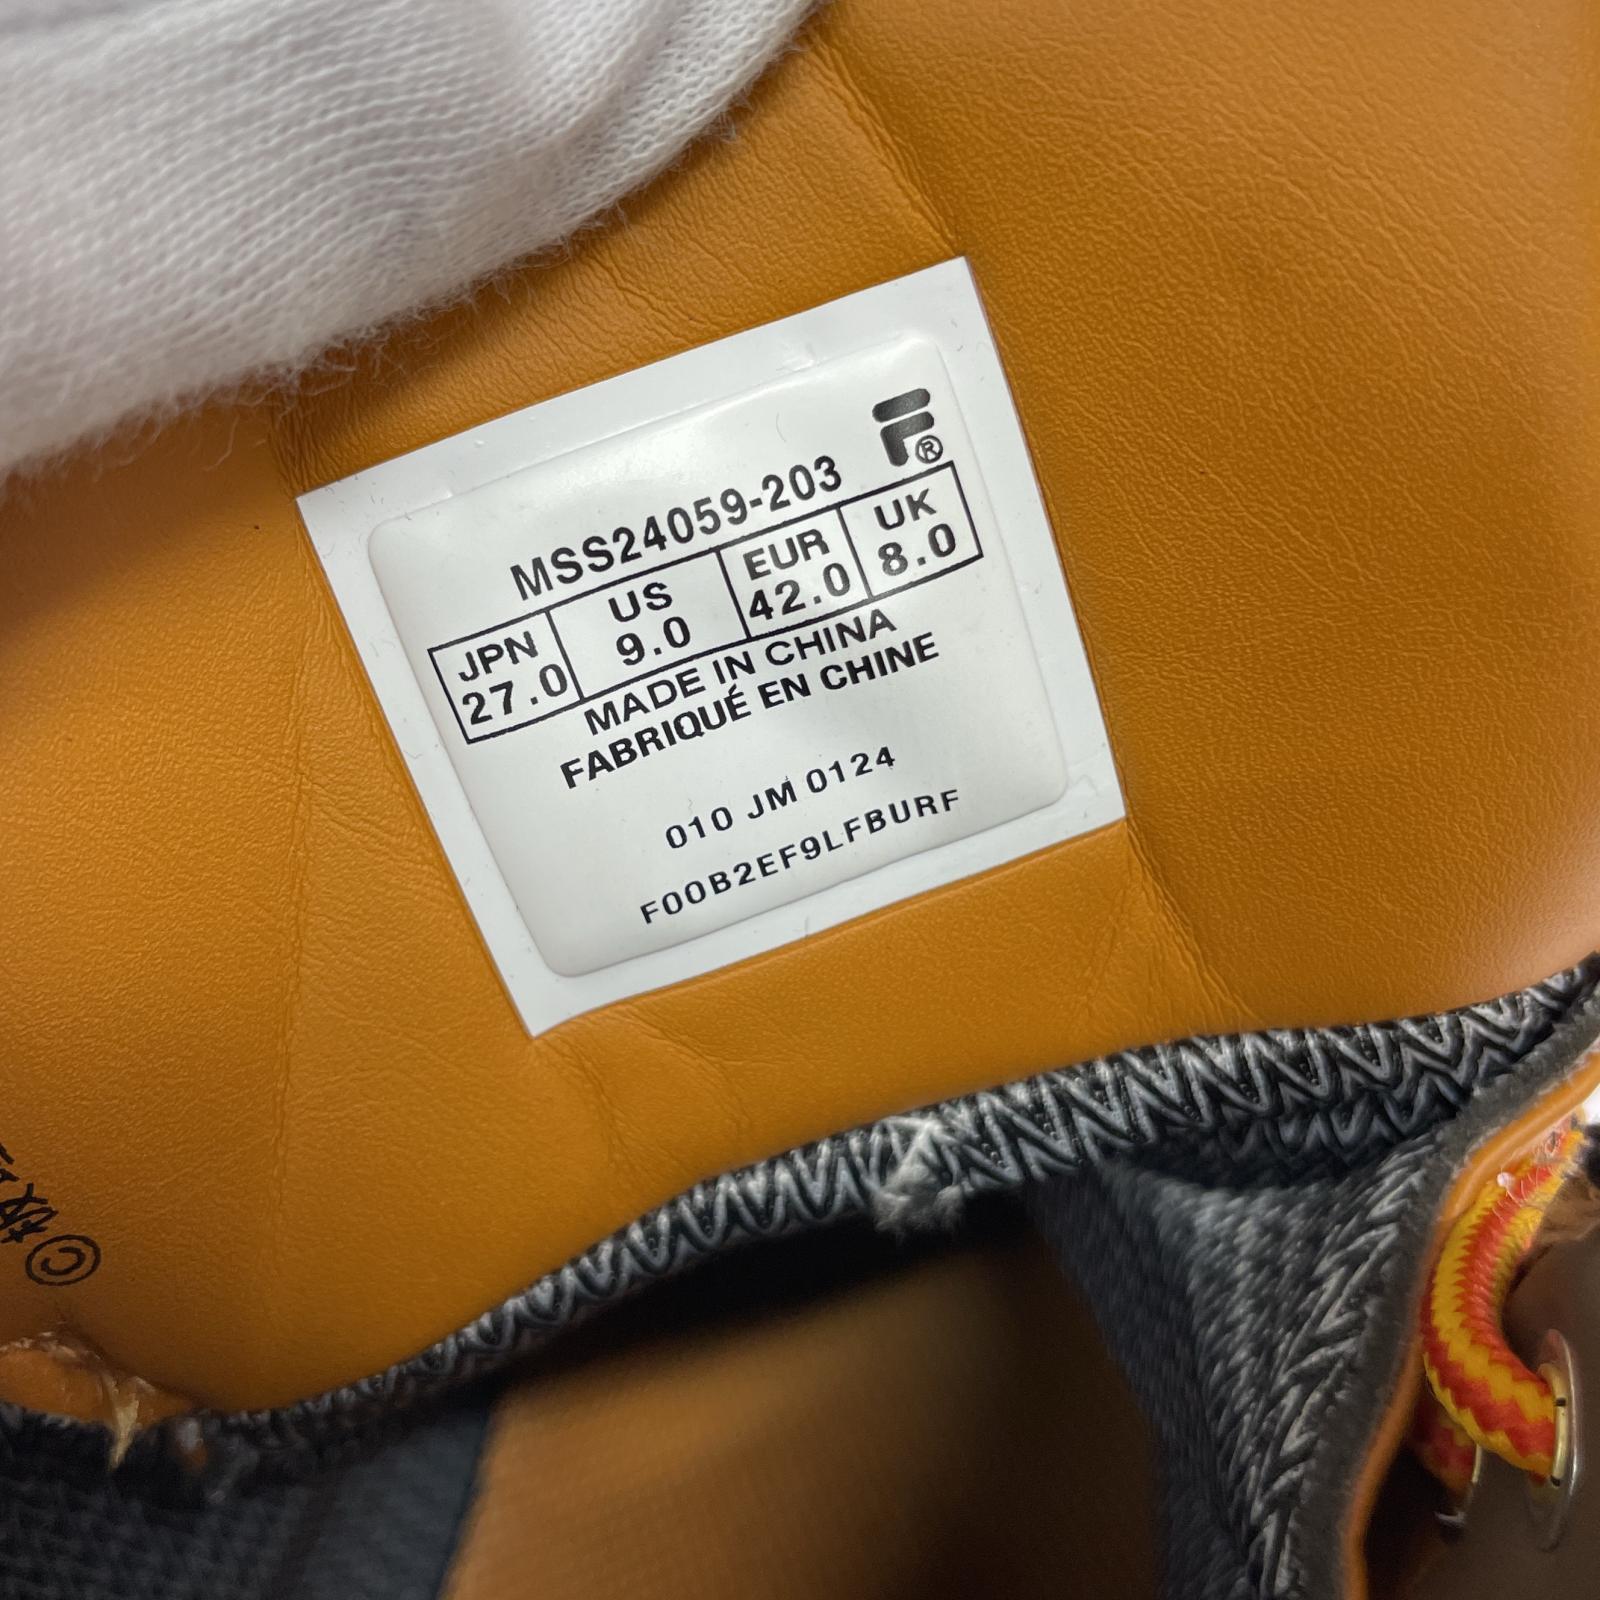 F®
MSS24059-203
JPN US EUR UK
27.0 9.0 42.0 8.0
MADE IN CHINA
FABRIQUÉ EN CHINE
010 JM 0124
F00B2EF9LFBURF
©